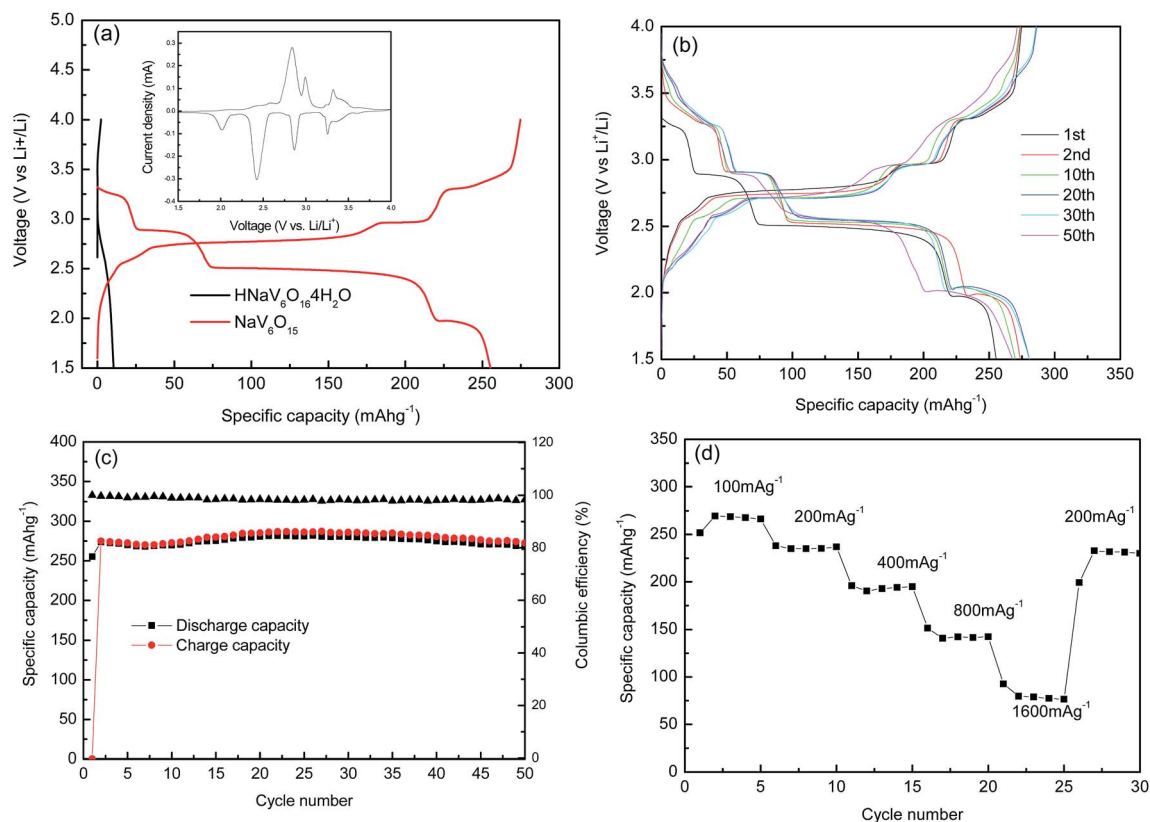 (a)
5.0
4.5
4.0
3.5
3.0
2.5
2.0
1.5
Voltage (V vs Li+/Li)
0 50 100 150 200 250 300
Specific capacity (mAhg⁻¹)
0.3
0.2
0.1
0.0
-0.1
-0.2
-0.3
Current density (mA)
1.5 2.0 2.5 3.0 3.5 4.0
Voltage (V vs. Li/Li⁺)
HNaV₆O₁₆4H₂O
NaV₆O₁₅
(b)
4.0
3.5
3.0
2.5
2.0
1.5
Voltage (V vs Li⁺/Li)
0 50 100 150 200 250 300 350
Specific capacity (mAhg⁻¹)
1st
2nd
10th
20th
30th
50th
(c)
400
350
300
250
200
150
100
50
0
Specific capacity (mAhg⁻¹)
120
100
80
60
40
20
0
Columbic efficiency (%)
Discharge capacity
Charge capacity
0 5 10 15 20 25 30 35 40 45 50
Cycle number
(d)
350
300
250
200
150
100
50
0
Specific capacity (mAhg⁻¹)
100mAg⁻¹
200mAg⁻¹
400mAg⁻¹
800mAg⁻¹
1600mAg⁻¹
200mAg⁻¹
0 5 10 15 20 25 30
Cycle number